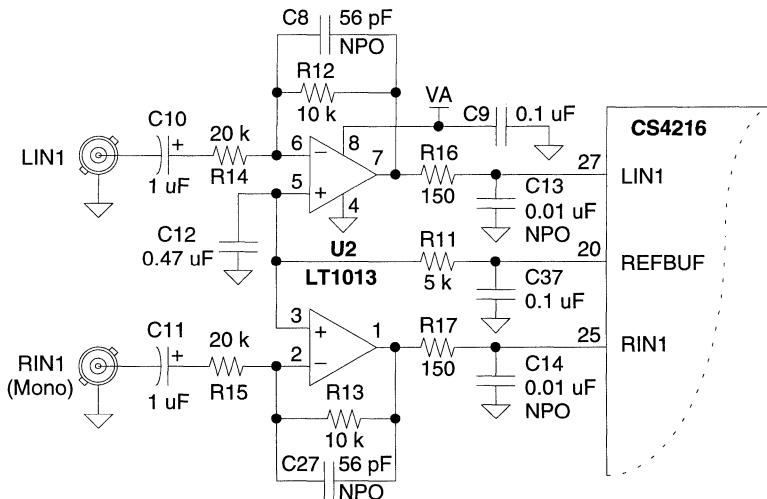 C8 56 pF
NPO
R12
10 k
VA
C9 0.1 uF
CS4216
C10
+
1 uF
20 k
R14
LIN1
6
−
5
+
8
7
4
R16
150
27
LIN1
C13
0.01 uF
NPO
C12
0.47 uF
U2
LT1013
R11
5 k
20
REFBUF
C37
0.1 uF
C11
+
1 uF
20 k
R15
RIN1
(Mono)
3
+
2
−
1
R17
150
25
RIN1
C14
0.01 uF
NPO
R13
10 k
C27 56 pF
NPO